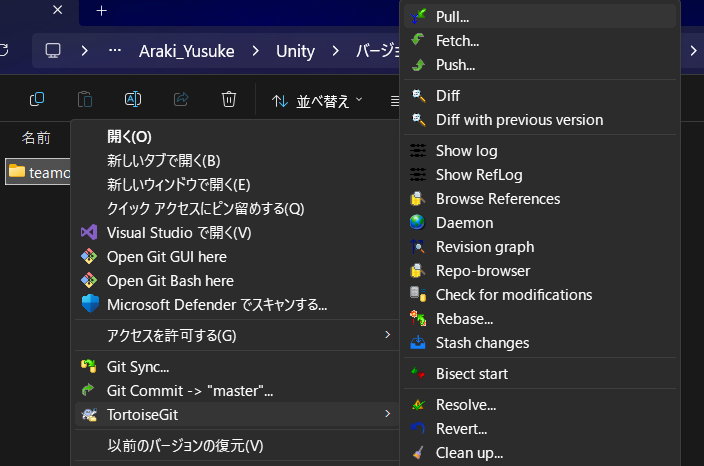 Araki_Yusuke
Unity
バージョ
並べ替え
名前
teamo
開く(O)
新しいタブで開く(B)
新しいウィンドウで開く(E)
クイック アクセスにピン留めする(Q)
Visual Studio で開く(V)
Open Git GUI here
Open Git Bash here
Microsoft Defender でスキャンする...
アクセスを許可する(G)
Git Sync...
Git Commit -> "master"...
TortoiseGit
以前のバージョンの復元(V)
Pull...
Fetch...
Push...
Diff
Diff with previous version
Show log
Show RefLog
Browse References
Daemon
Revision graph
Repo-browser
Check for modifications
Rebase...
Stash changes
Bisect start
Resolve...
Revert...
Clean up...